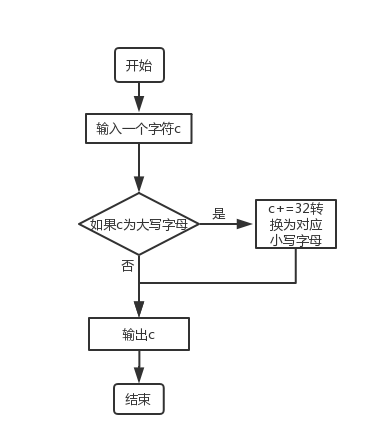 开始
输入一个字符c
如果c为大写字母
是
c+=32转
换为对应
小写字母
否
输出c
结束